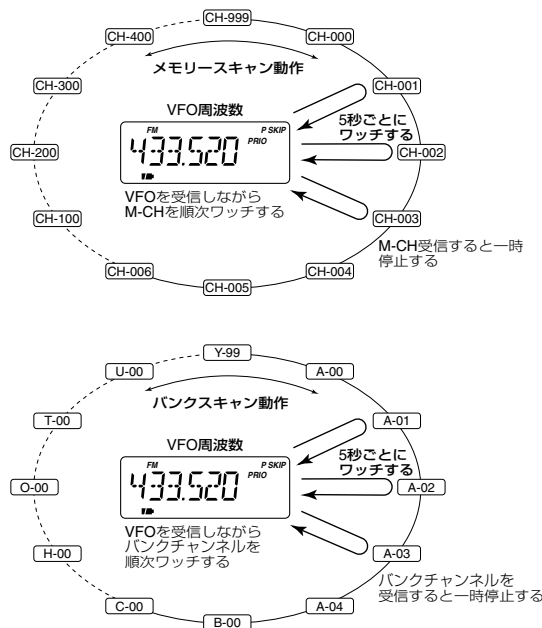 CH-999
CH-400
CH-000
メモリースキャン動作
CH-300
CH-001
VFO周波数
5秒ごとに
ワッチする
FM
P SKIP
PRIO
433.520
CH-200
CH-002
VFOを受信しながら
M-CHを順次ワッチする
CH-100
CH-003
M-CH受信すると一時
停止する
CH-006
CH-004
CH-005
Y-99
U-00
A-00
バンクスキャン動作
T-00
A-01
VFO周波数
5秒ごとに
ワッチする
FM
P SKIP
PRIO
433.520
O-00
A-02
VFOを受信しながら
バンクチャンネルを
順次ワッチする
H-00
A-03
バンクチャンネルを
受信すると一時停止する
C-00
A-04
B-00